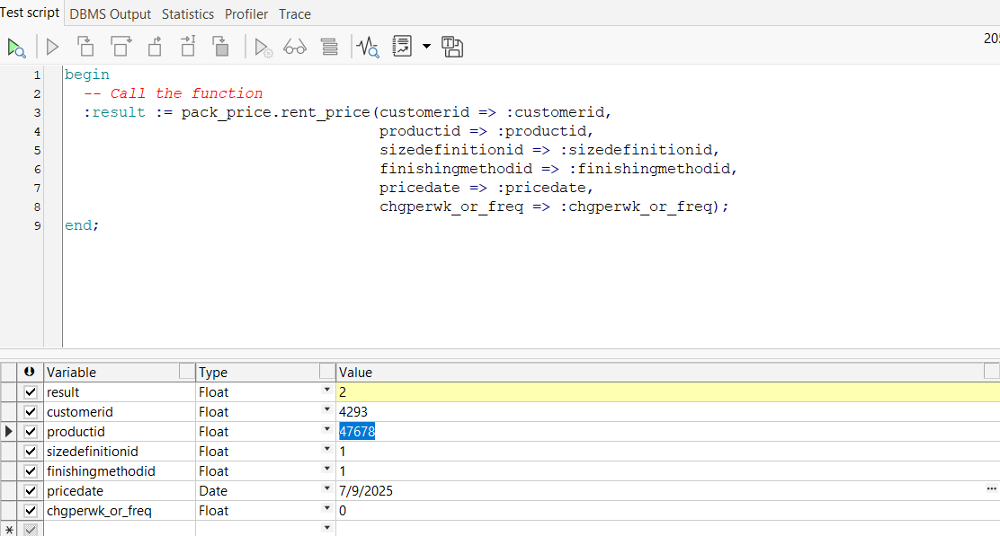 Test script DBMS Output Statistics Profiler Trace
1 begin
2 -- Call the function
3 :result := pack_price.rent_price(customerid => :customerid,
4 productid => :productid,
5 sizedefinitionid => :sizedefinitionid,
6 finishingmethodid => :finishingmethodid,
7 pricedate => :pricedate,
8 chgperwk_or_freq => :chgperwk_or_freq);
9 end;
Variable Type Value
result Float 2
customerid Float 4293
productid Float 47678
sizedefinitionid Float 1
finishingmethodid Float 1
pricedate Date 7/9/2025
chgperwk_or_freq Float 0